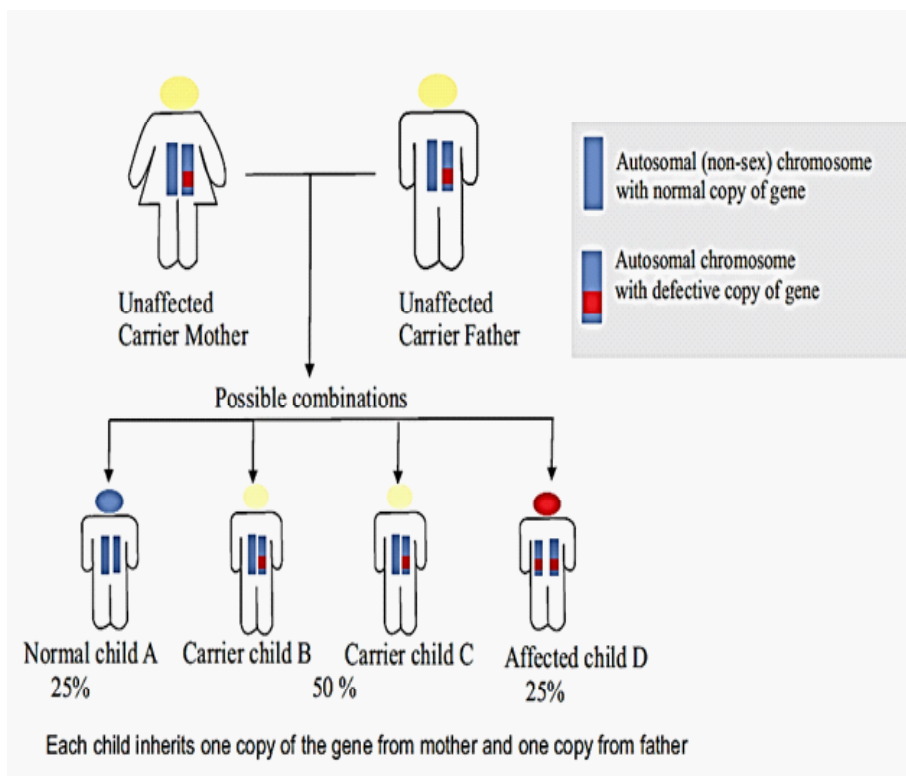 Autosomal (non-sex) chromosome
with normal copy of gene
Autosomal chromosome
with defective copy of gene
Unaffected
Carrier Mother
Unaffected
Carrier Father
Possible combinations
Normal child A
25%
Carrier child B
Carrier child C
50 %
Affected child D
25%
Each child inherits one copy of the gene from mother and one copy from father